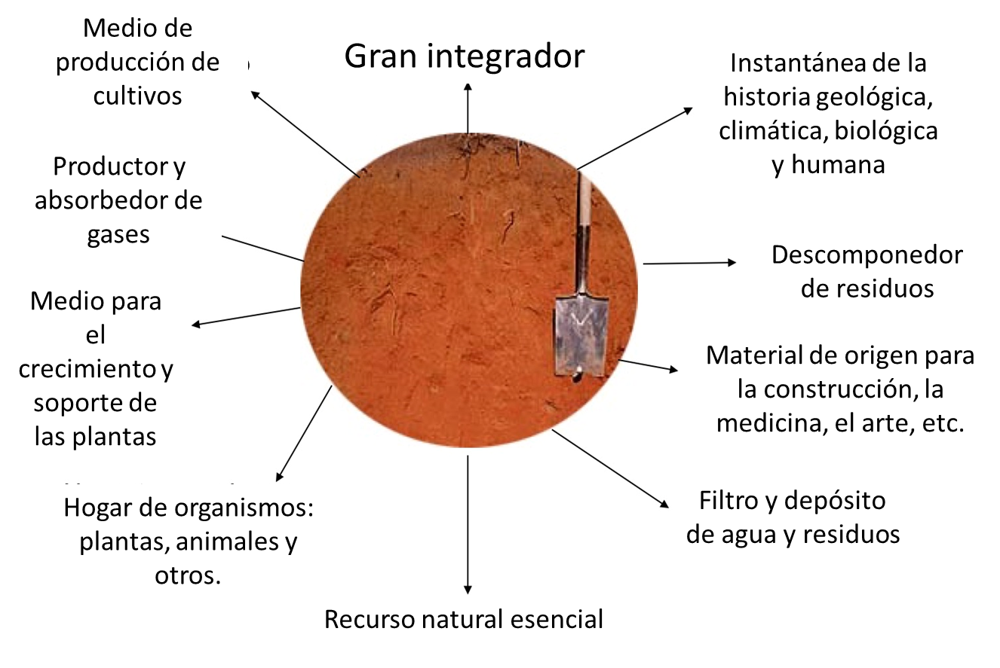 Medio de
producción de
cultivos
Gran integrador
Instantánea de la
historia geológica,
climática, biológica
y humana
Productor y
absorbedor de
gases
Descomponedor
de residuos
Medio para
el
crecimiento y
soporte de
las plantas
Material de origen para
la construcción, la
medicina, el arte, etc.
Hogar de organismos:
plantas, animales y
otros.
Filtro y depósito
de agua y residuos
Recurso natural esencial